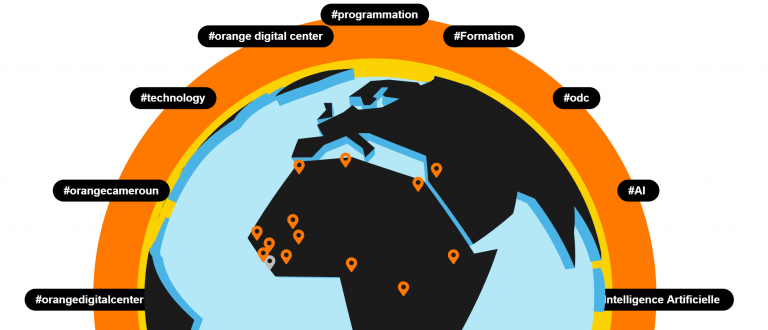 #programmation
#orange digital center
#Formation
#technology
#odc
#orangecameroun
#AI
#orangedigitalcenter
Intelligence Artificielle